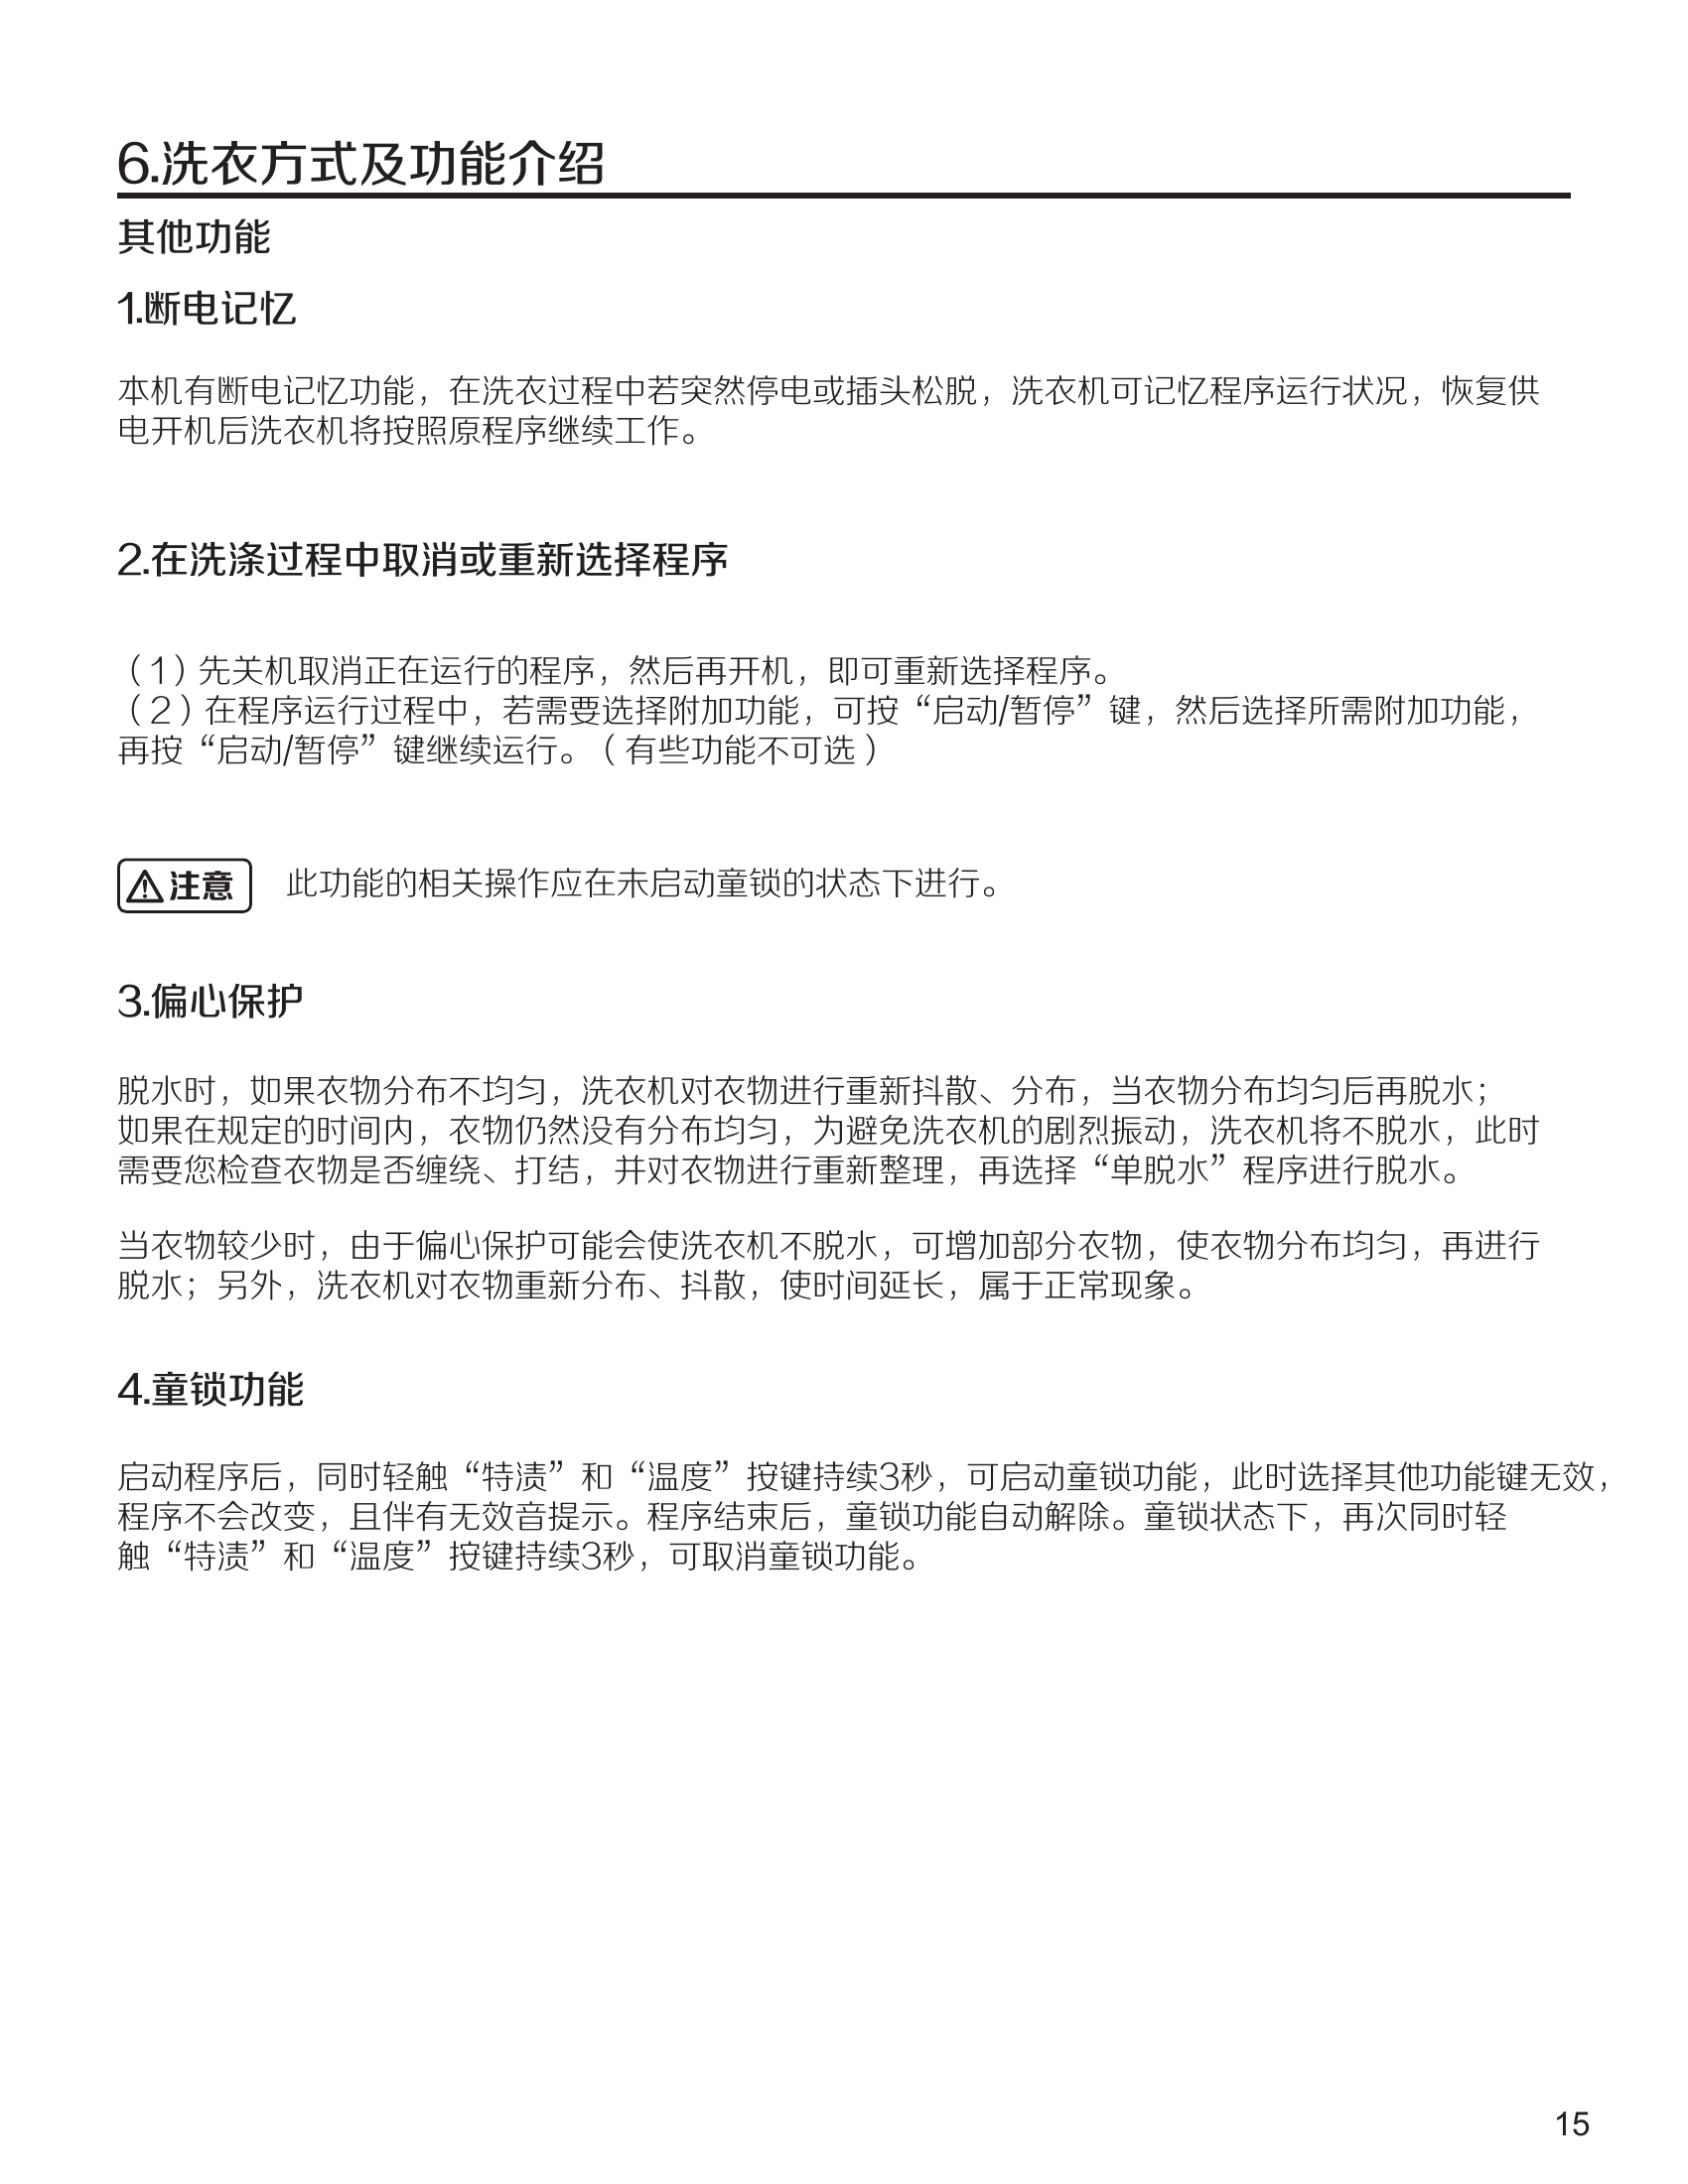 6.洗衣方式及功能介绍
其他功能
1.断电记忆
本机有断电记忆功能，在洗衣过程中若突然停电或插头松脱，洗衣机可记忆程序运行状况，恢复供
电开机后洗衣机将按照原程序继续工作。
2.在洗涤过程中取消或重新选择程序
（1）先关机取消正在运行的程序，然后再开机，即可重新选择程序。
（2）在程序运行过程中，若需要选择附加功能，可按“启动/暂停”键，然后选择所需附加功能，
再按“启动/暂停”键继续运行。（有些功能不可选）
注意 此功能的相关操作应在未启动童锁的状态下进行。
3.偏心保护
脱水时，如果衣物分布不均匀，洗衣机对衣物进行重新抖散、分布，当衣物分布均匀后再脱水；
如果在规定的时间内，衣物仍然没有分布均匀，为避免洗衣机的剧烈振动，洗衣机将不脱水，此时
需要您检查衣物是否缠绕、打结，并对衣物进行重新整理，再选择“单脱水”程序进行脱水。
当衣物较少时，由于偏心保护可能会使洗衣机不脱水，可增加部分衣物，使衣物分布均匀，再进行
脱水；另外，洗衣机对衣物重新分布、抖散，使时间延长，属于正常现象。
4.童锁功能
启动程序后，同时轻触“特渍”和“温度”按键持续3秒，可启动童锁功能，此时选择其他功能键无效，
程序不会改变，且伴有无效音提示。程序结束后，童锁功能自动解除。童锁状态下，再次同时轻
触“特渍”和“温度”按键持续3秒，可取消童锁功能。
15